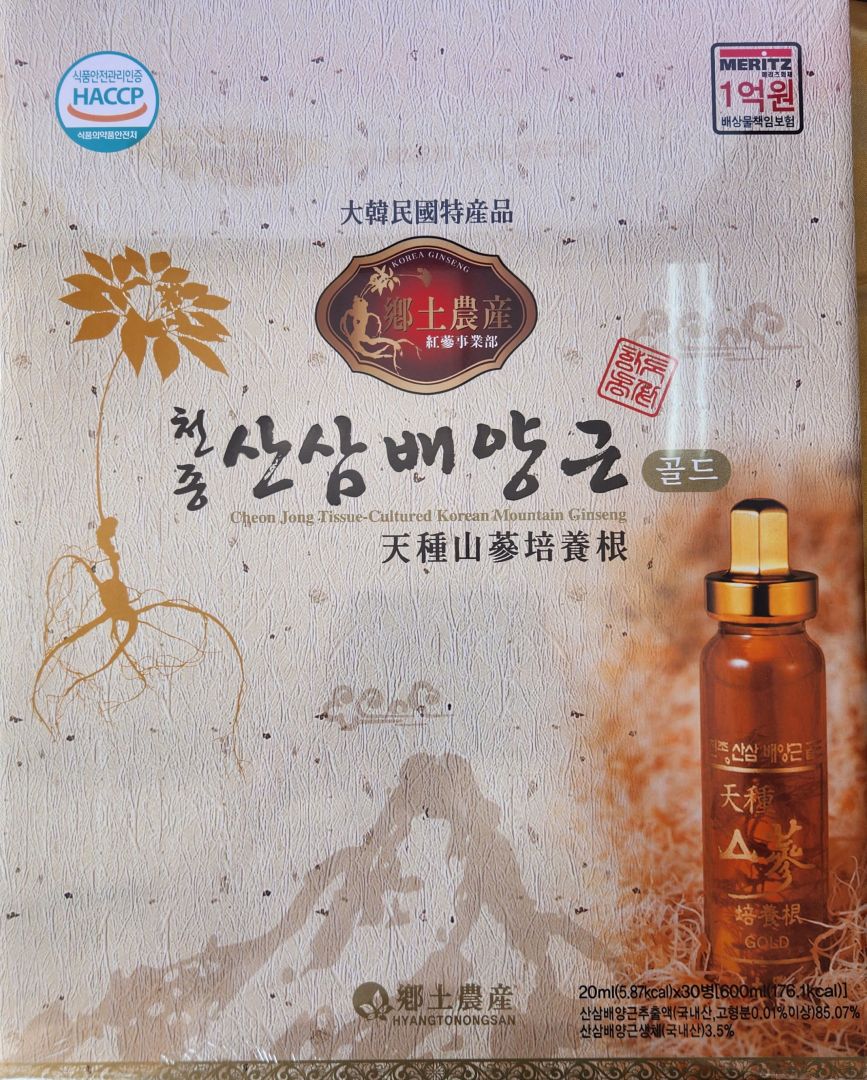 식품안전관리인증
HACCP
식품의약품안전처
MERITZ
메리츠화재
1억원
배상물책임보험
大韓民國特産品
KOREA GINSENG
鄕土農産
紅蔘事業部
향토
농산
천종 산삼배양근 골드
Cheon Jong Tissue-Cultured Korean Mountain Ginseng
天種山蔘培養根
천종산삼배양근골드
天種
山蔘
培養根
GOLD
鄕土農産
HYANGTONONGSAN
20ml(5.87kcal)x30병[600ml(176.1kcal)]
산삼배양근추출액(국내산,고형분0.01%이상)85.07%
산삼배양근생체(국내산)3.5%